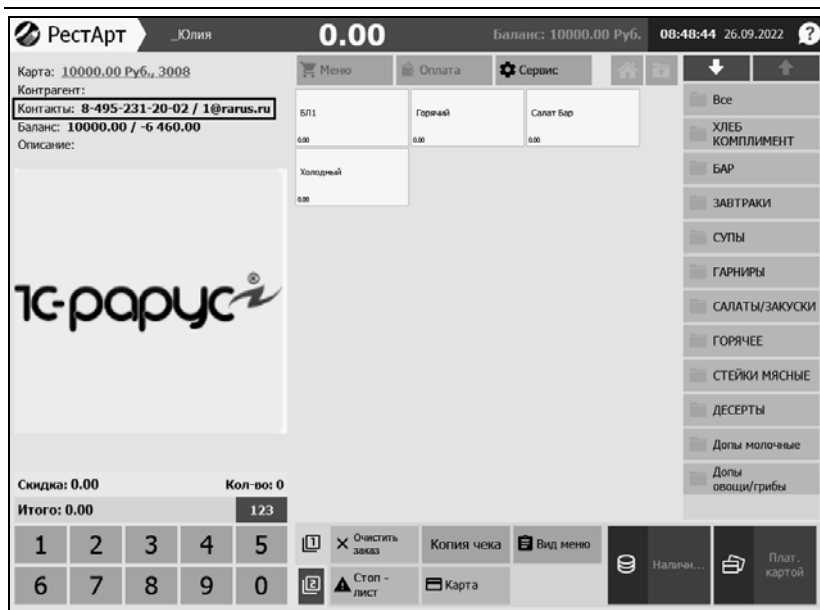 РестАрт
_Юлия
0.00
Баланс: 10000.00 Руб.
08:48:44 26.09.2022
?
Карта: 10000.00 Руб., 3008
Контрагент:
Контакты: 8-495-231-20-02 / 1@rarus.ru
Баланс: 10000.00 / -6 460.00
Описание:
1С-рарус
®
Скидка: 0.00
Кол-во: 0
Итого: 0.00
123
1 2 3 4 5
6 7 8 9 0
Меню
Оплата
Сервис
БЛ1
0.00
Горячий
0.00
Салат Бар
0.00
Холодный
0.00
Все
ХЛЕБ
КОМПЛИМЕНТ
БАР
ЗАВТРАКИ
СУПЫ
ГАРНИРЫ
САЛАТЫ/ЗАКУСКИ
ГОРЯЧЕЕ
СТЕЙКИ МЯСНЫЕ
ДЕСЕРТЫ
Допы молочные
Допы
овощи/грибы
1
Очистить
заказ
Копия чека
Вид меню
2
Стоп -
лист
Карта
Наличн...
Плат.
картой